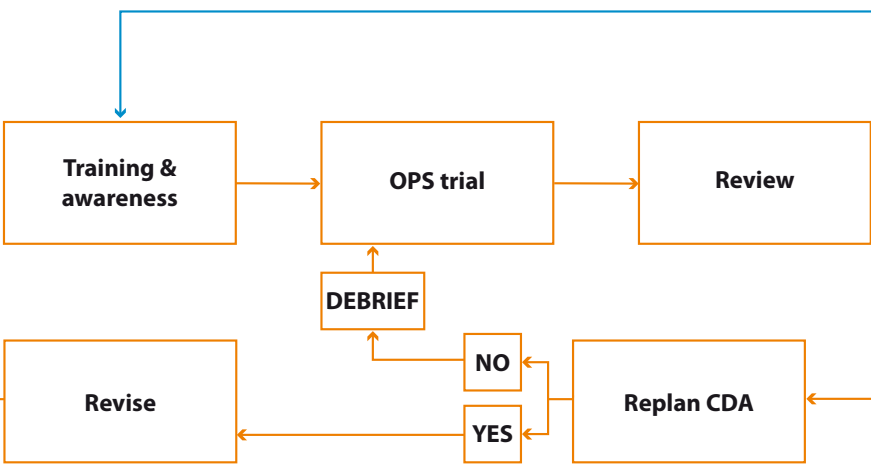 Training &
awareness
OPS trial
Review
DEBRIEF
NO
Revise
Replan CDA
YES